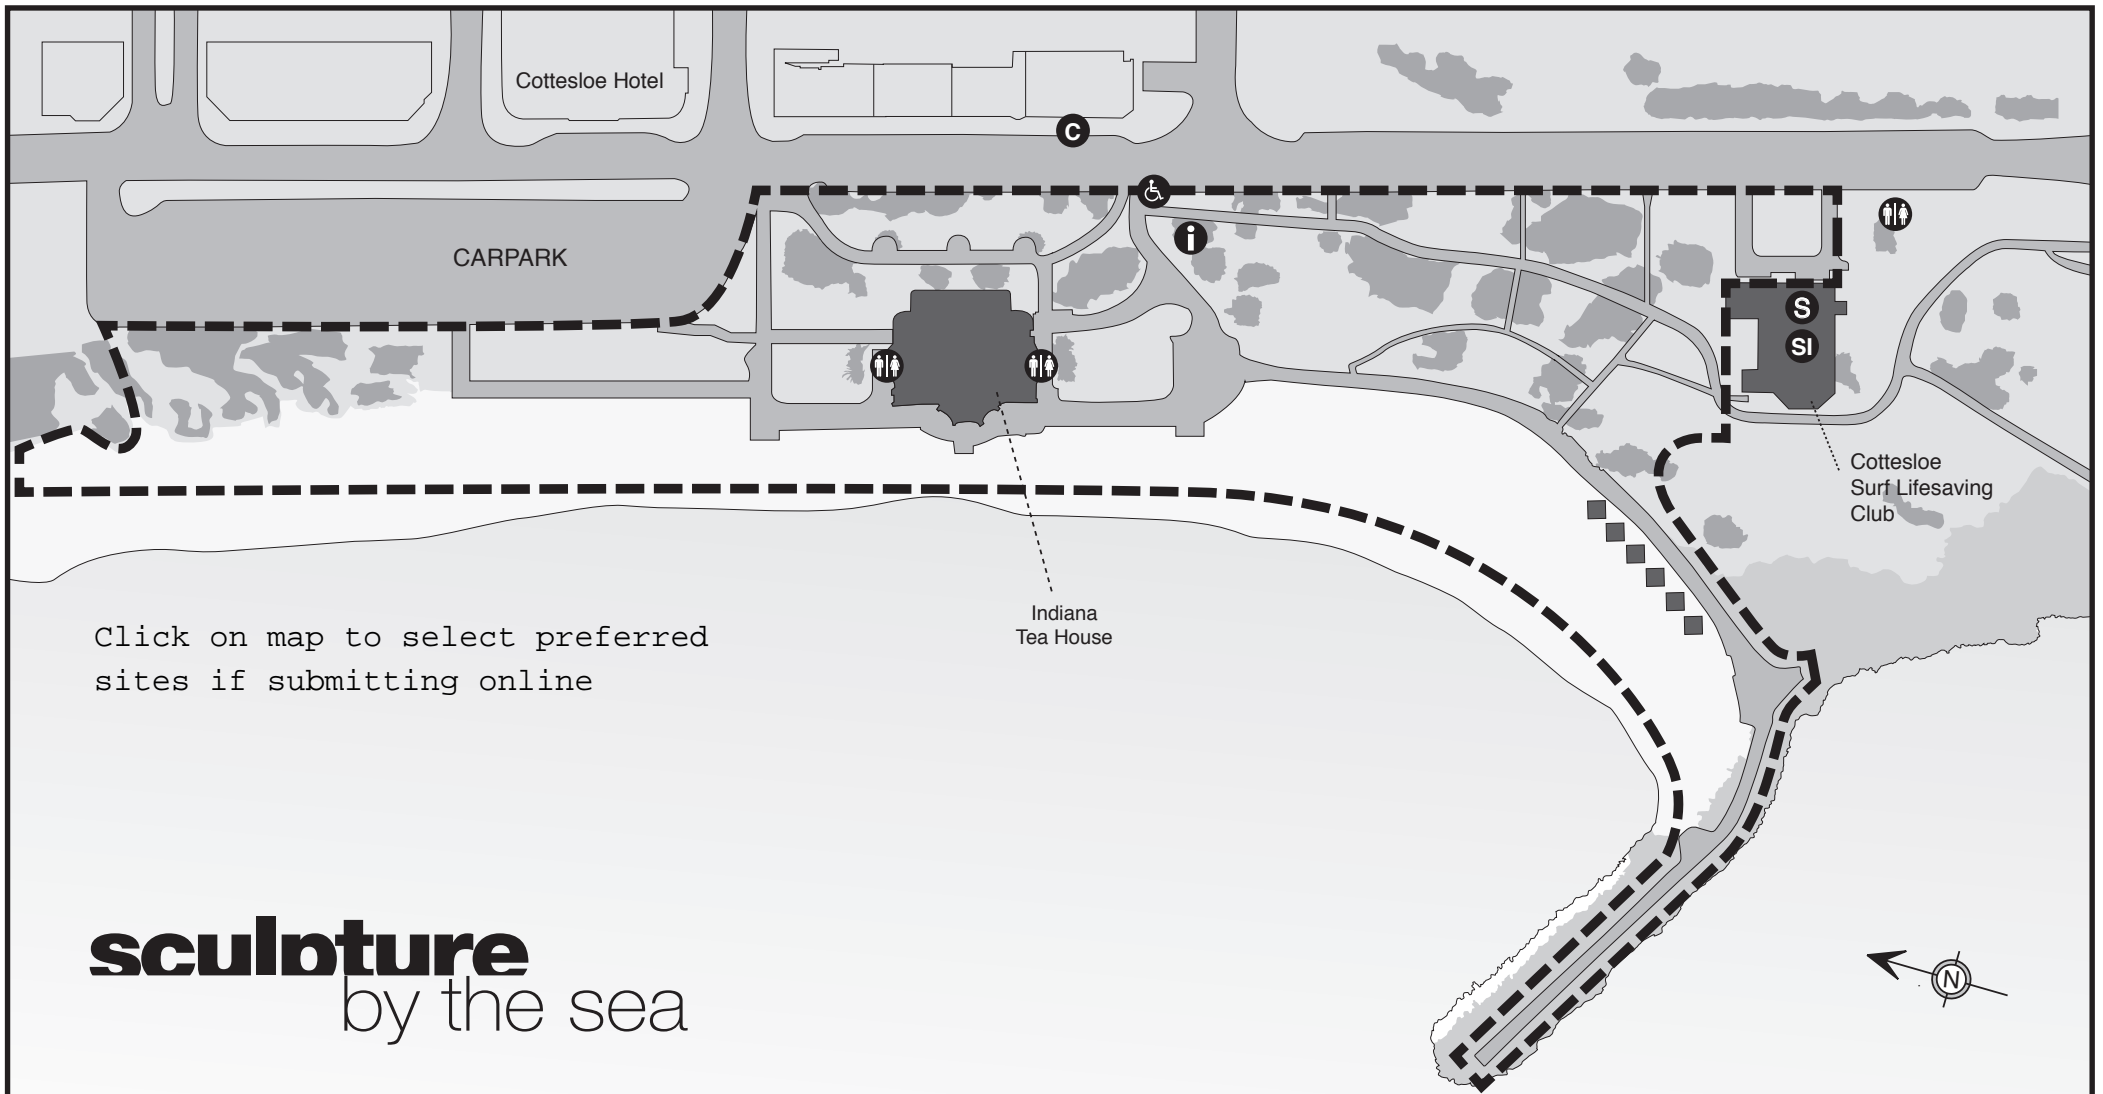 Cottesloe Hotel
C
CARPARK
i
S
SI
Cottesloe
Surf Lifesaving
Club
Indiana
Tea House
Click on map to select preferred
sites if submitting online
sculpture
by the sea
N